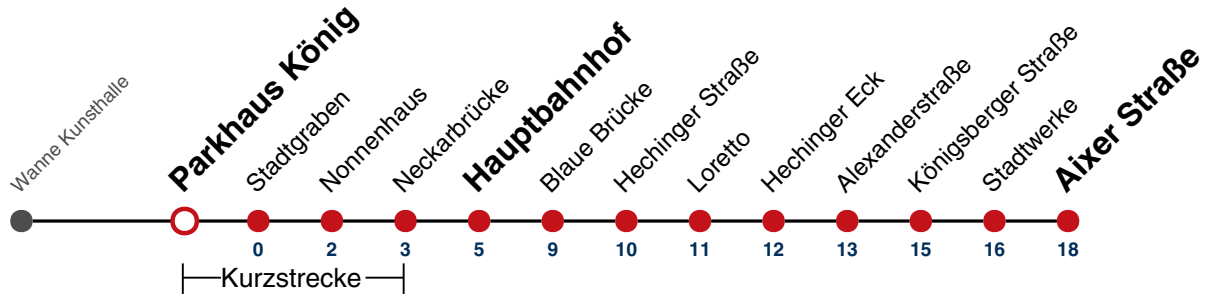 Wanne Kunsthalle
Parkhaus König
Stadtgraben
Nonnenhaus
Neckarbrücke
Hauptbahnhof
Blaue Brücke
Hechinger Straße
Loretto
Hechinger Eck
Alexanderstraße
Königsberger Straße
Stadtwerke
Aixer Straße
0 2 3 5 9 10 11 12 13 15 16 18
Kurzstrecke